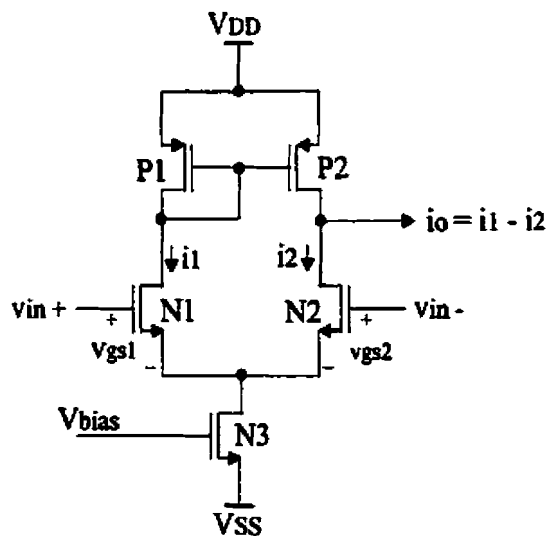 VDD
P1
P2
io = i1 - i2
i1
i2
vin +
+
N1
N2
+
vin -
vgs1
vgs2
-
-
Vbias
N3
VSS